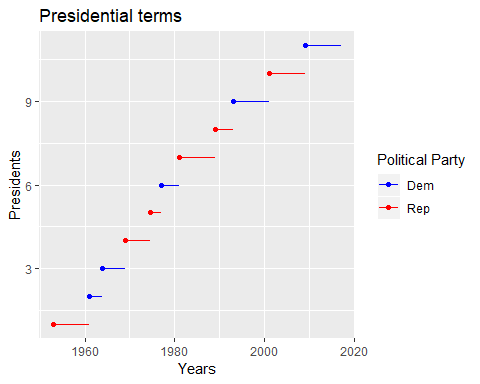 Presidential terms
Presidents
9
6
3
1960 1980 2000 2020
Years
Political Party
Dem
Rep